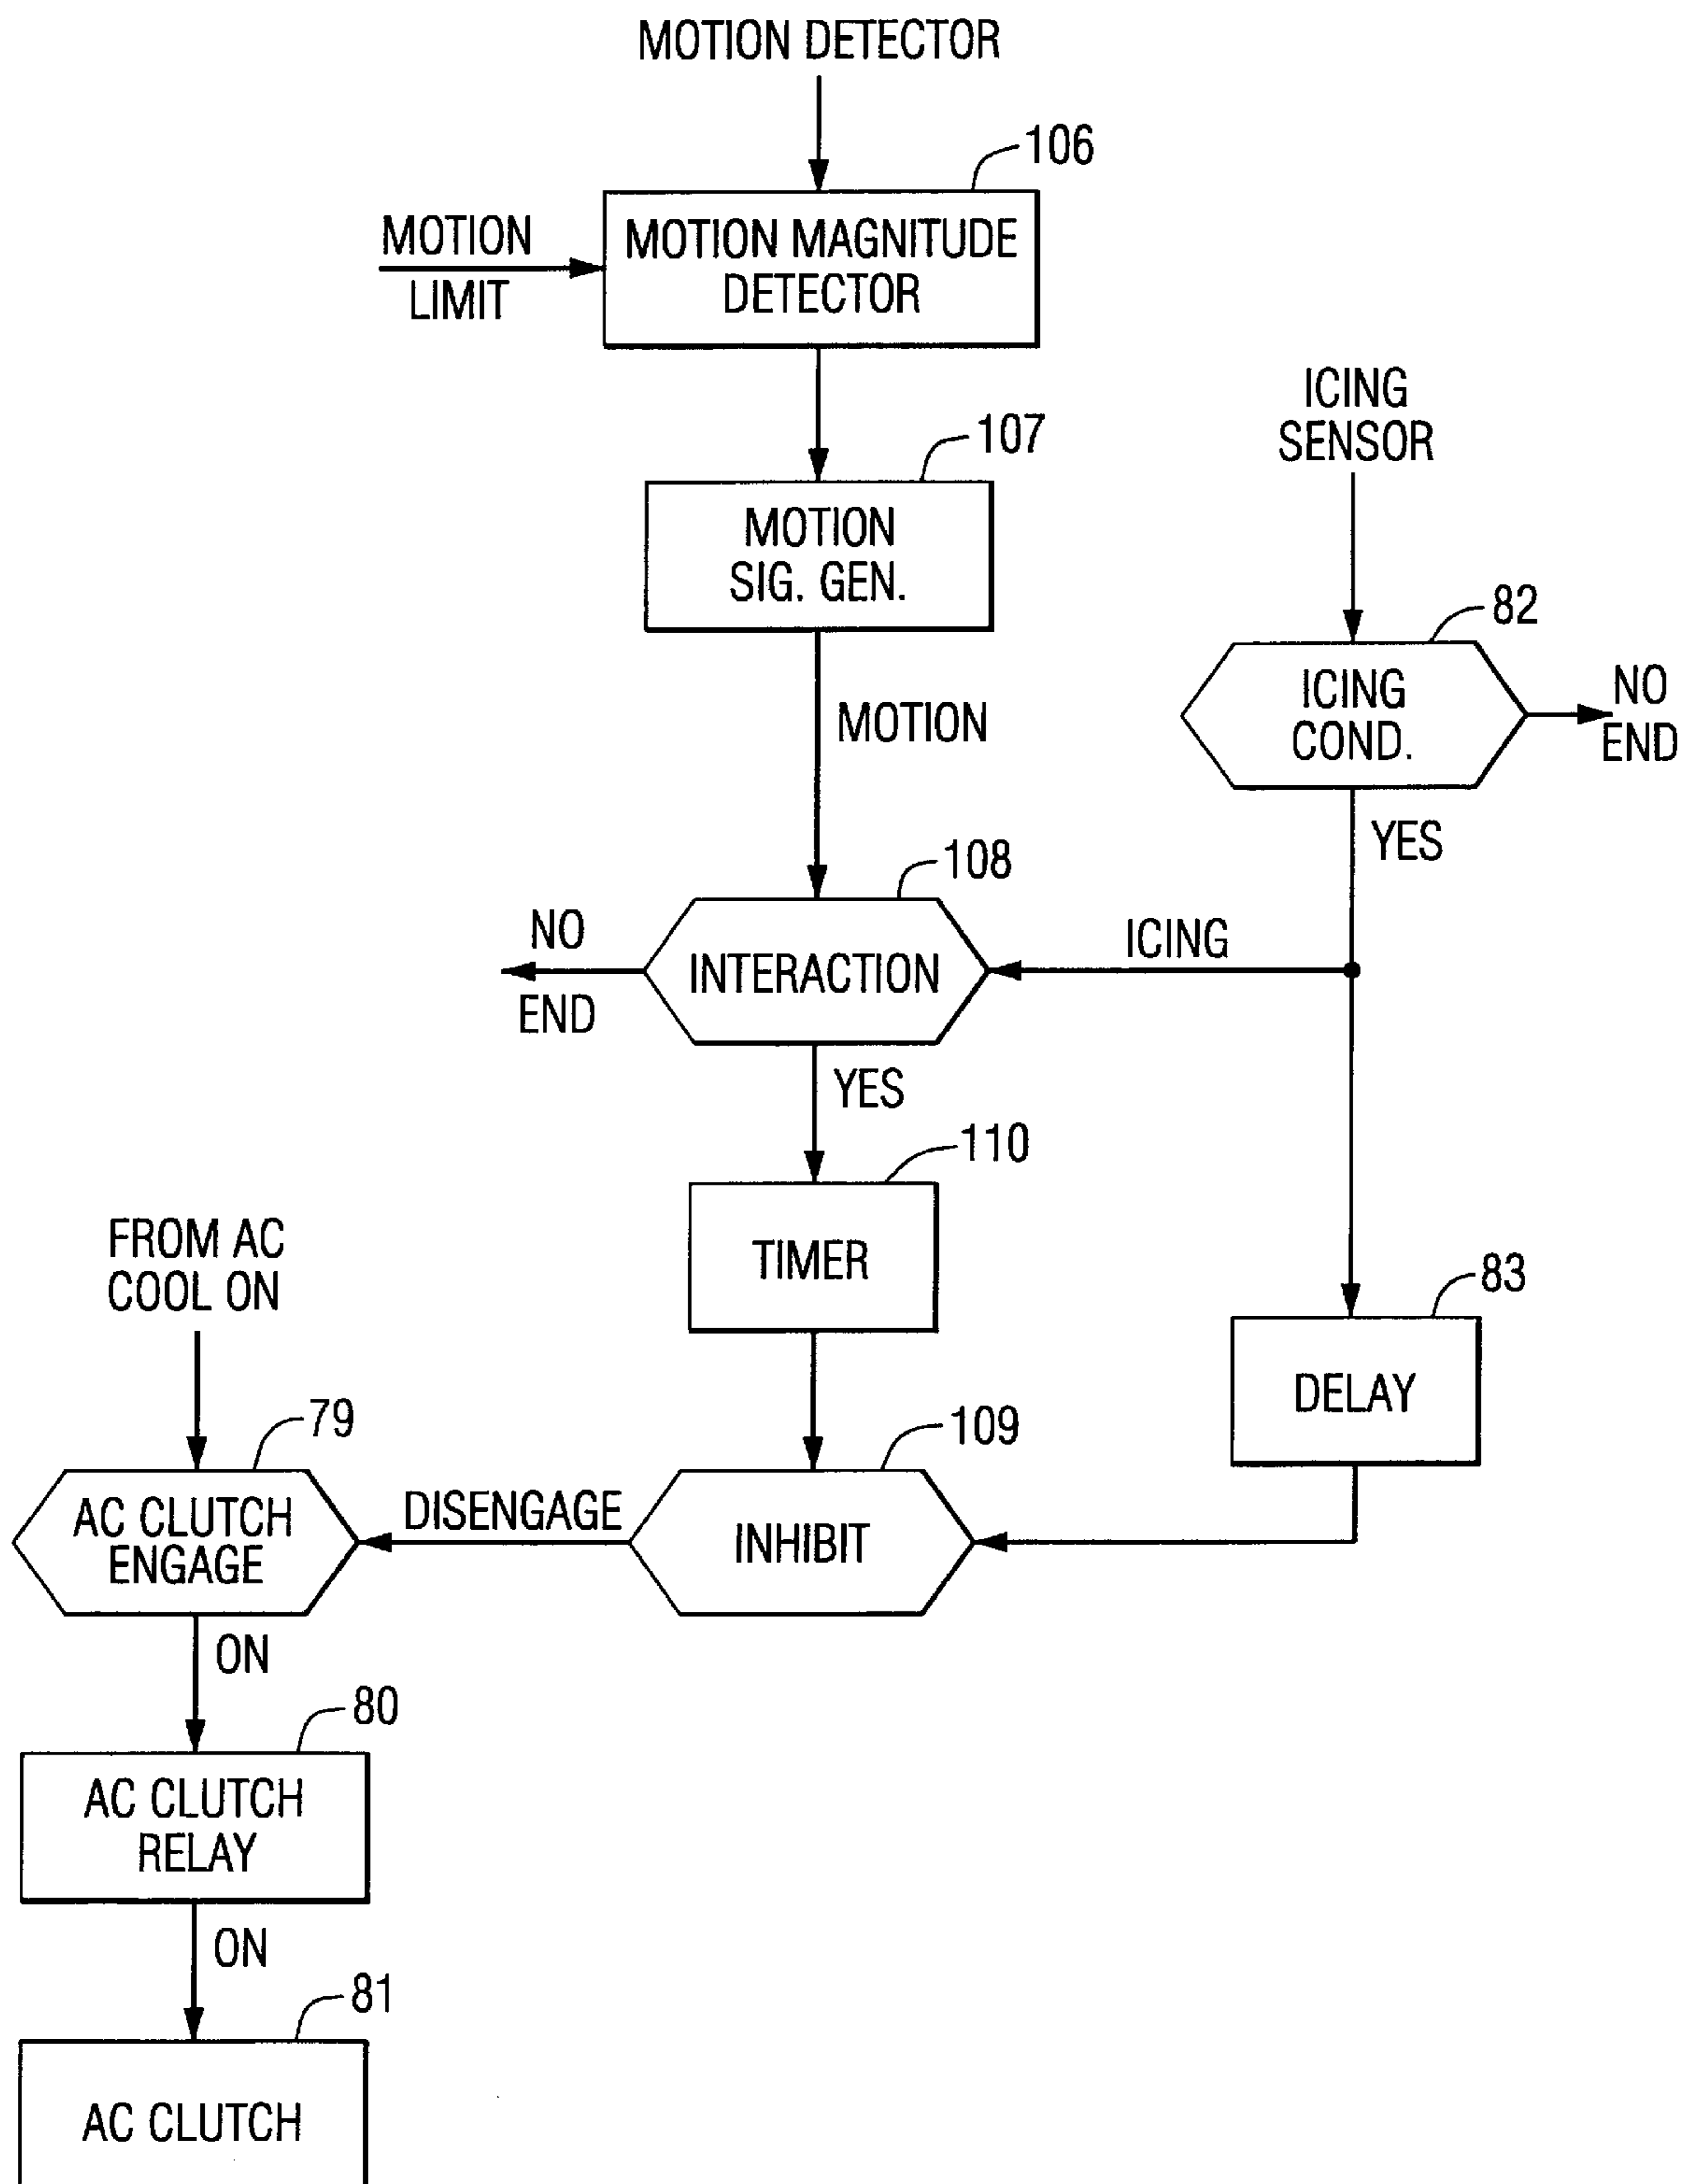 MOTION DETECTOR
106
MOTION MAGNITUDE
DETECTOR
MOTION
LIMIT
107
MOTION
SIG. GEN.
ICING
SENSOR
82
ICING
COND.
NO
END
MOTION
YES
108
INTERACTION
NO
END
ICING
YES
110
TIMER
83
DELAY
FROM AC
COOL ON
79
AC CLUTCH
ENGAGE
DISENGAGE
109
INHIBIT
ON
80
AC CLUTCH
RELAY
ON
81
AC CLUTCH